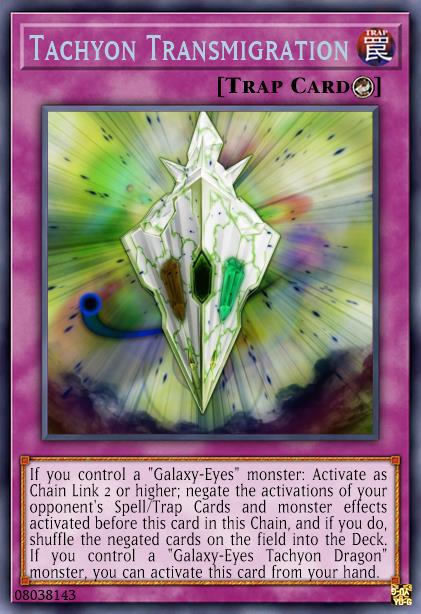 TACHYON TRANSMIGRATION
TRAP
罠
[TRAP CARD]
If you control a "Galaxy-Eyes" monster: Activate as
Chain Link 2 or higher; negate the activations of your
opponent's Spell/Trap Cards and monster effects
activated before this card in this Chain, and if you do,
shuffle the negated cards on the field into the Deck.
If you control a "Galaxy-Eyes Tachyon Dragon"
monster, you can activate this card from your hand.
08038143